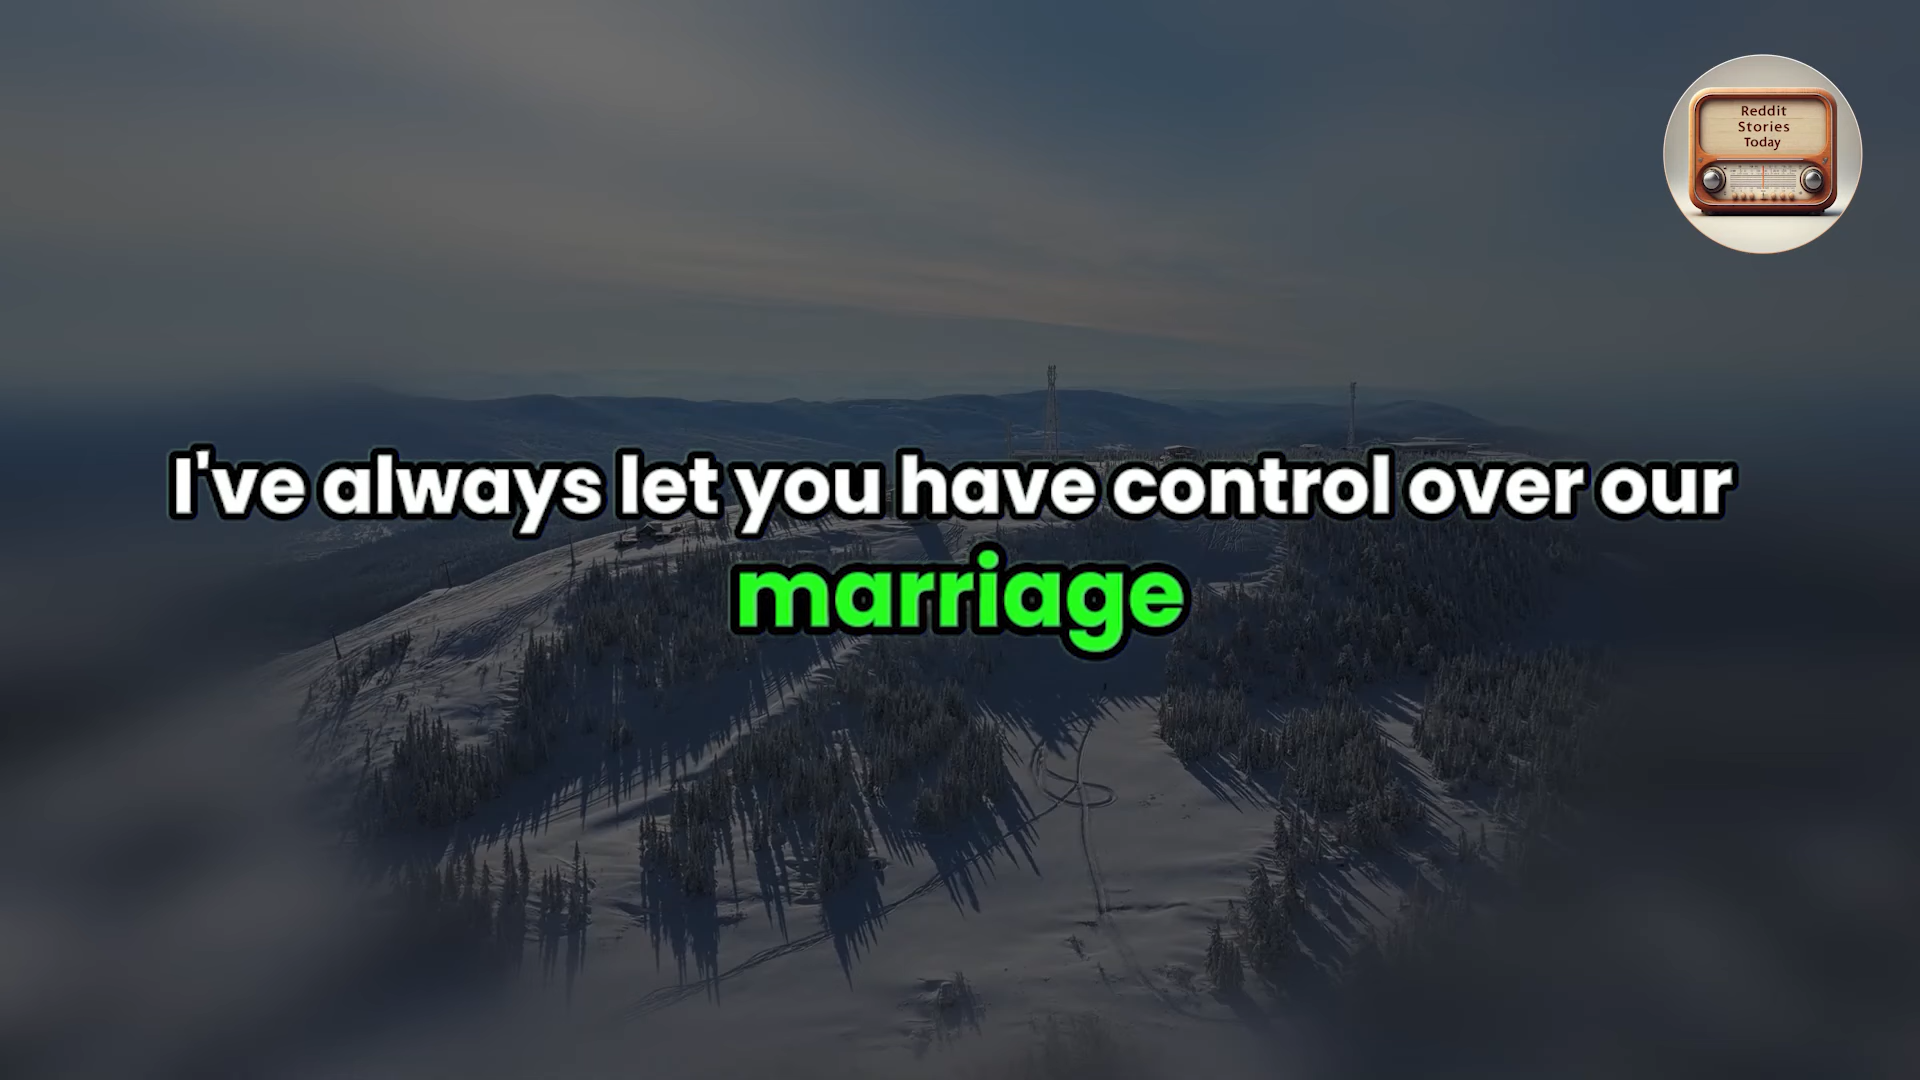 Reddit
Stories
Today
I've always let you have control over our
marriage